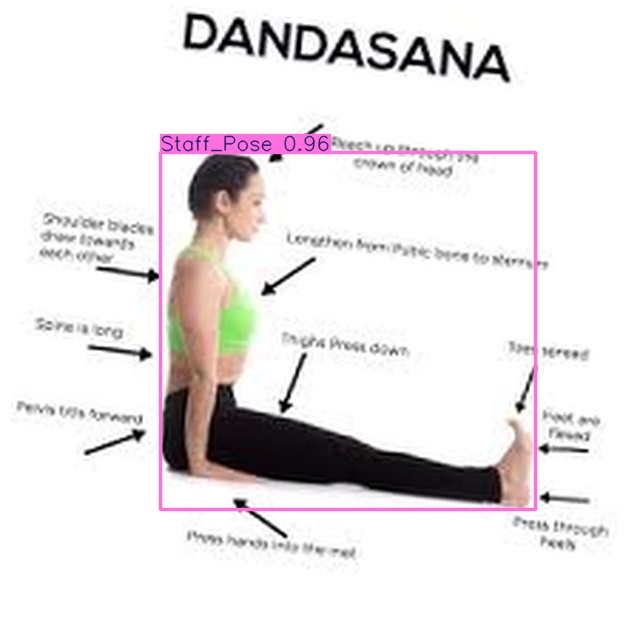 DANDASANA
Staff_Pose 0.96
Reach up through the
crown of head
Shoulder blades
draw towards
each other
Lengthen from Pubic bone to sternum
Spine is long
Thighs Press down
Toes spread
Pelvis tilts forward
Feet are
flexed
Press through
heels
Press hands into the mat